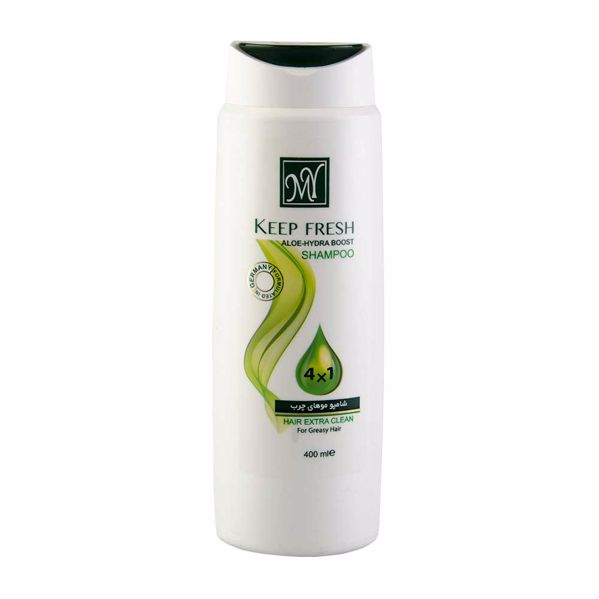 MY
KEEP FRESH
ALOE-HYDRA BOOST
SHAMPOO
FORMULATED IN GERMANY
4×1
شامپو موهای چرب
HAIR EXTRA CLEAN
For Greasy Hair
400 ml℮